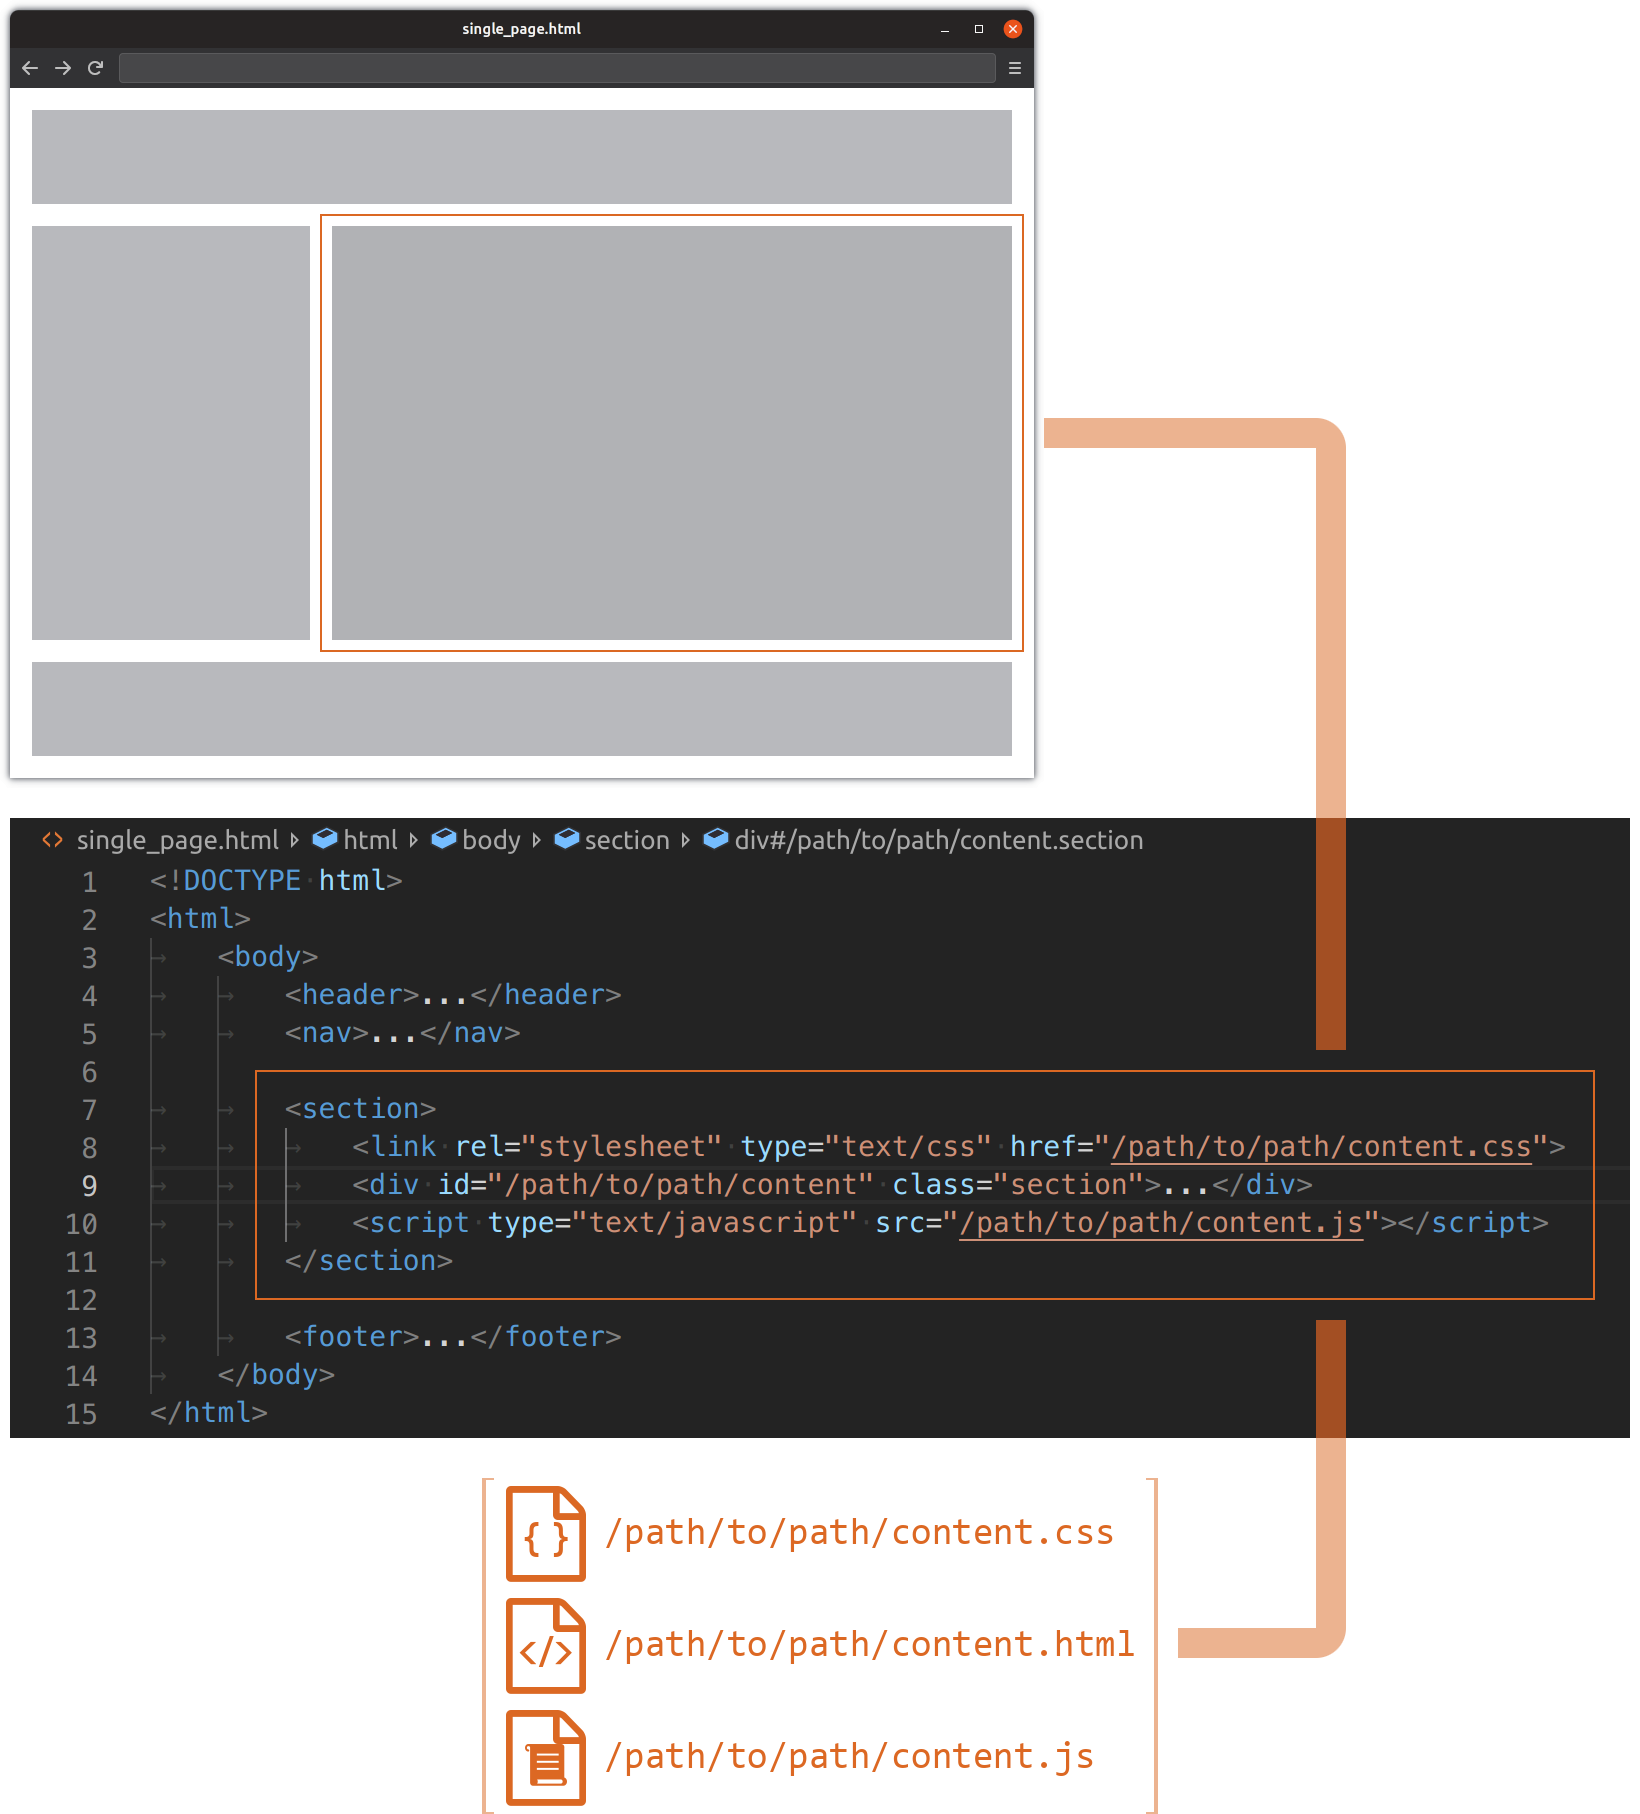 single_page.html
single_page.html html body section div#/path/to/path/content.section
1 <!DOCTYPE html>
2 <html>
3 <body>
4 <header>...</header>
5 <nav>...</nav>
6
7 <section>
8 <link rel="stylesheet" type="text/css" href="/path/to/path/content.css">
9 <div id="/path/to/path/content" class="section">...</div>
10 <script type="text/javascript" src="/path/to/path/content.js"></script>
11 </section>
12
13 <footer>...</footer>
14 </body>
15 </html>
{ } /path/to/path/content.css
</> /path/to/path/content.html
/path/to/path/content.js